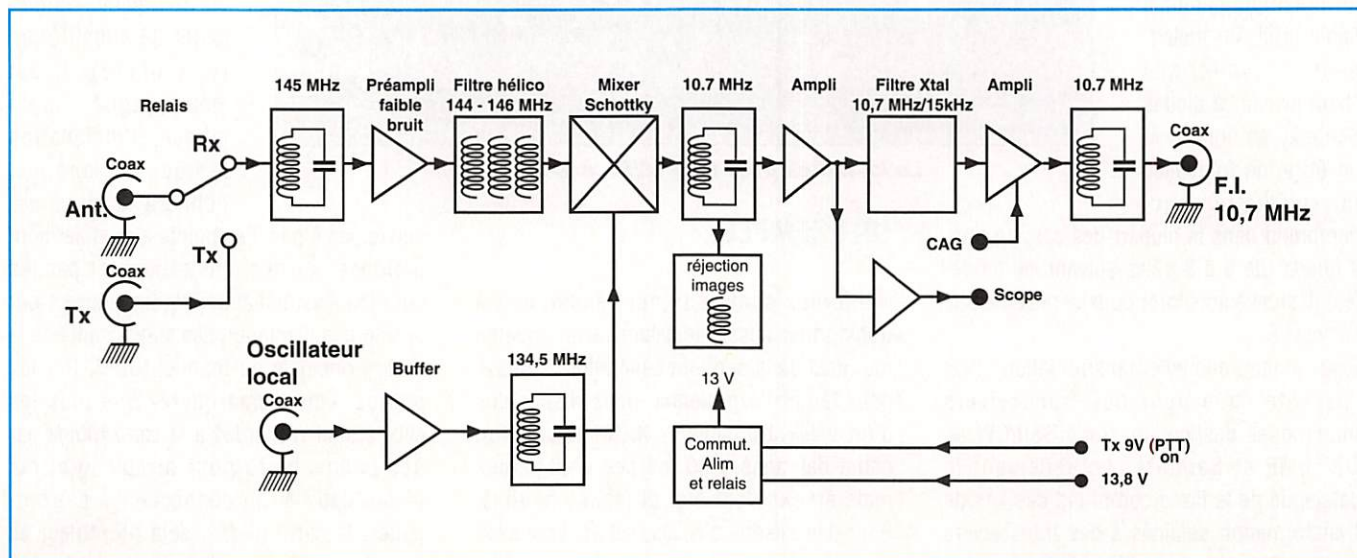 Relais
145 MHz
Préampli
faible
bruit
Filtre hélico
144 - 146 MHz
Mixer
Schottky
10.7 MHz
Ampli
Filtre Xtal
10,7 MHz/15kHz
Ampli
10.7 MHz
Coax
Rx
Coax
Ant.
F.I.
10,7 MHz
Tx
CAG
réjection
images
Scope
Coax
Tx
Oscillateur
local
Coax
Buffer
134,5 MHz
13 V
Commut.
Alim
et relais
Tx 9V (PTT)
on
13,8 V